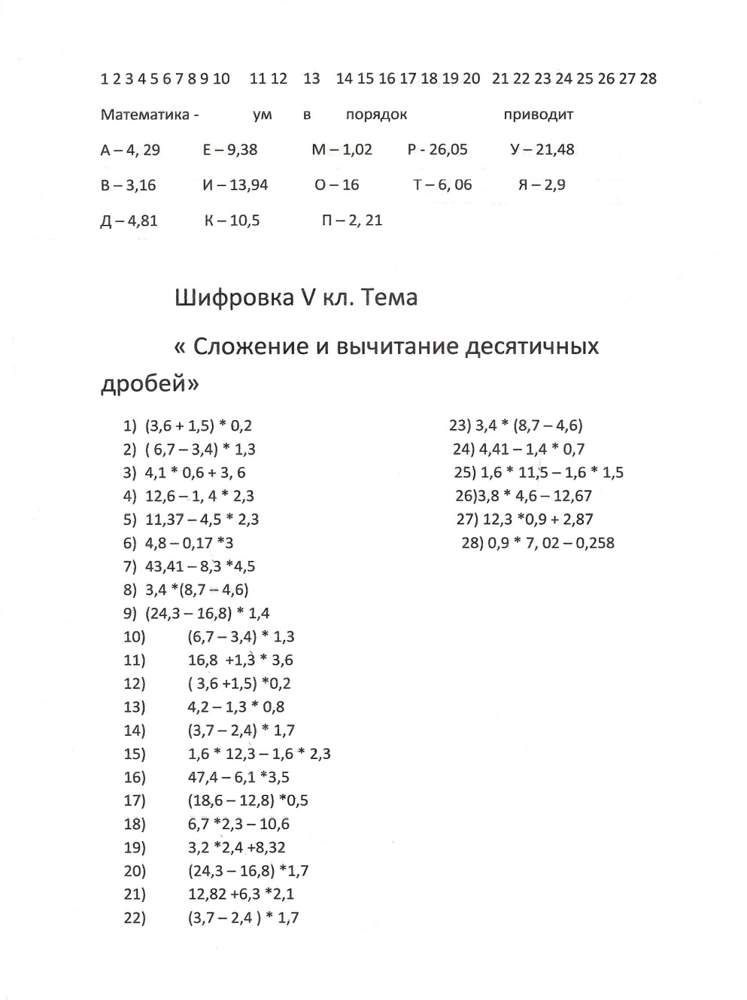 1 2 3 4 5 6 7 8 9 10 11 12 13 14 15 16 17 18 19 20 21 22 23 24 25 26 27 28
Математика - ум в порядок приводит
А – 4, 29 Е – 9,38 М – 1,02 Р - 26,05 У – 21,48
В – 3,16 И – 13,94 О – 16 Т – 6, 06 Я – 2,9
Д – 4,81 К – 10,5 П – 2, 21
Шифровка V кл. Тема
« Сложение и вычитание десятичных
дробей»
1) (3,6 + 1,5) * 0,2
2) ( 6,7 – 3,4) * 1,3
3) 4,1 * 0,6 + 3, 6
4) 12,6 – 1, 4 * 2,3
5) 11,37 – 4,5 * 2,3
6) 4,8 – 0,17 *3
7) 43,41 – 8,3 *4,5
8) 3,4 *(8,7 – 4,6)
9) (24,3 – 16,8) * 1,4
10) (6,7 – 3,4) * 1,3
11) 16,8 +1,3 * 3,6
12) ( 3,6 +1,5) *0,2
13) 4,2 – 1,3 * 0,8
14) (3,7 – 2,4) * 1,7
15) 1,6 * 12,3 – 1,6 * 2,3
16) 47,4 – 6,1 *3,5
17) (18,6 – 12,8) *0,5
18) 6,7 *2,3 – 10,6
19) 3,2 *2,4 +8,32
20) (24,3 – 16,8) *1,7
21) 12,82 +6,3 *2,1
22) (3,7 – 2,4 ) * 1,7
23) 3,4 * (8,7 – 4,6)
24) 4,41 – 1,4 * 0,7
25) 1,6 * 11,5 – 1,6 * 1,5
26)3,8 * 4,6 – 12,67
27) 12,3 *0,9 + 2,87
28) 0,9 * 7, 02 – 0,258